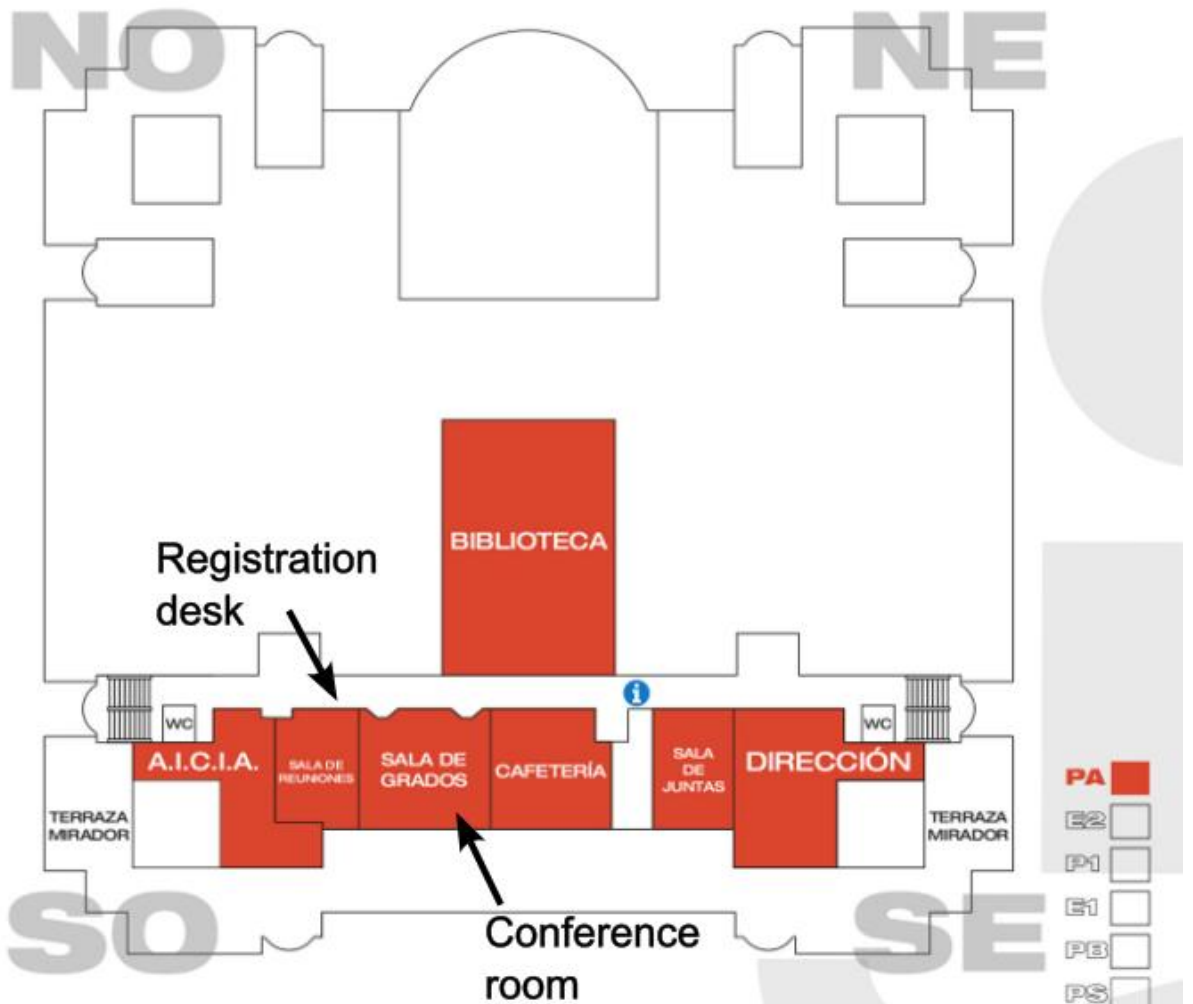 NO
NE
BIBLIOTECA
Registration
desk
i
WC
WC
A.I.C.I.A.
SALA DE
REUNIONES
SALA DE
GRADOS
CAFETERÍA
SALA
DE
JUNTAS
DIRECCIÓN
TERRAZA
MIRADOR
TERRAZA
MIRADOR
PA
E2
P1
E1
PB
PS
SO
SE
Conference
room